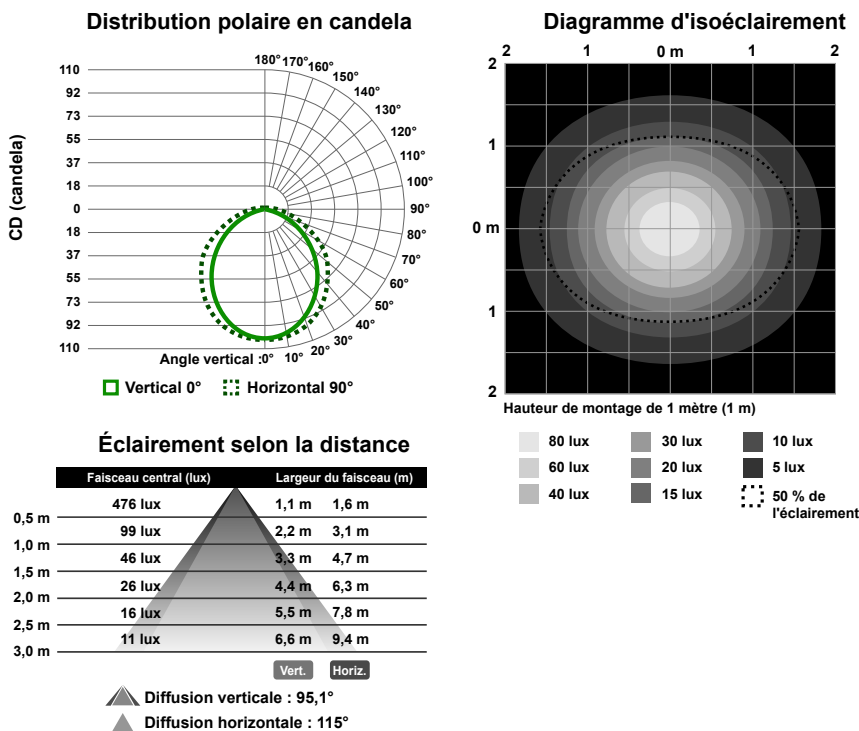 Distribution polaire en candela
CD (candela)
110
92
73
55
37
18
0
18
37
55
73
92
110
180° 170° 160° 150° 140° 130° 120° 110° 100° 90° 80° 70° 60° 50° 40° 30° 20° 10°
Angle vertical :0°
Vertical 0° Horizontal 90°
Diagramme d'isoéclairement
2 1 0 m 1 2
2
1
0 m
1
2
Hauteur de montage de 1 mètre (1 m)
80 lux 30 lux 10 lux
60 lux 20 lux 5 lux
40 lux 15 lux 50 % de
l'éclairement
Éclairement selon la distance
Faisceau central (lux) Largeur du faisceau (m)
476 lux 1,1 m 1,6 m
0,5 m
99 lux 2,2 m 3,1 m
1,0 m
46 lux 3,3 m 4,7 m
1,5 m
26 lux 4,4 m 6,3 m
2,0 m
16 lux 5,5 m 7,8 m
2,5 m
11 lux 6,6 m 9,4 m
3,0 m
Vert. Horiz.
Diffusion verticale : 95,1°
Diffusion horizontale : 115°